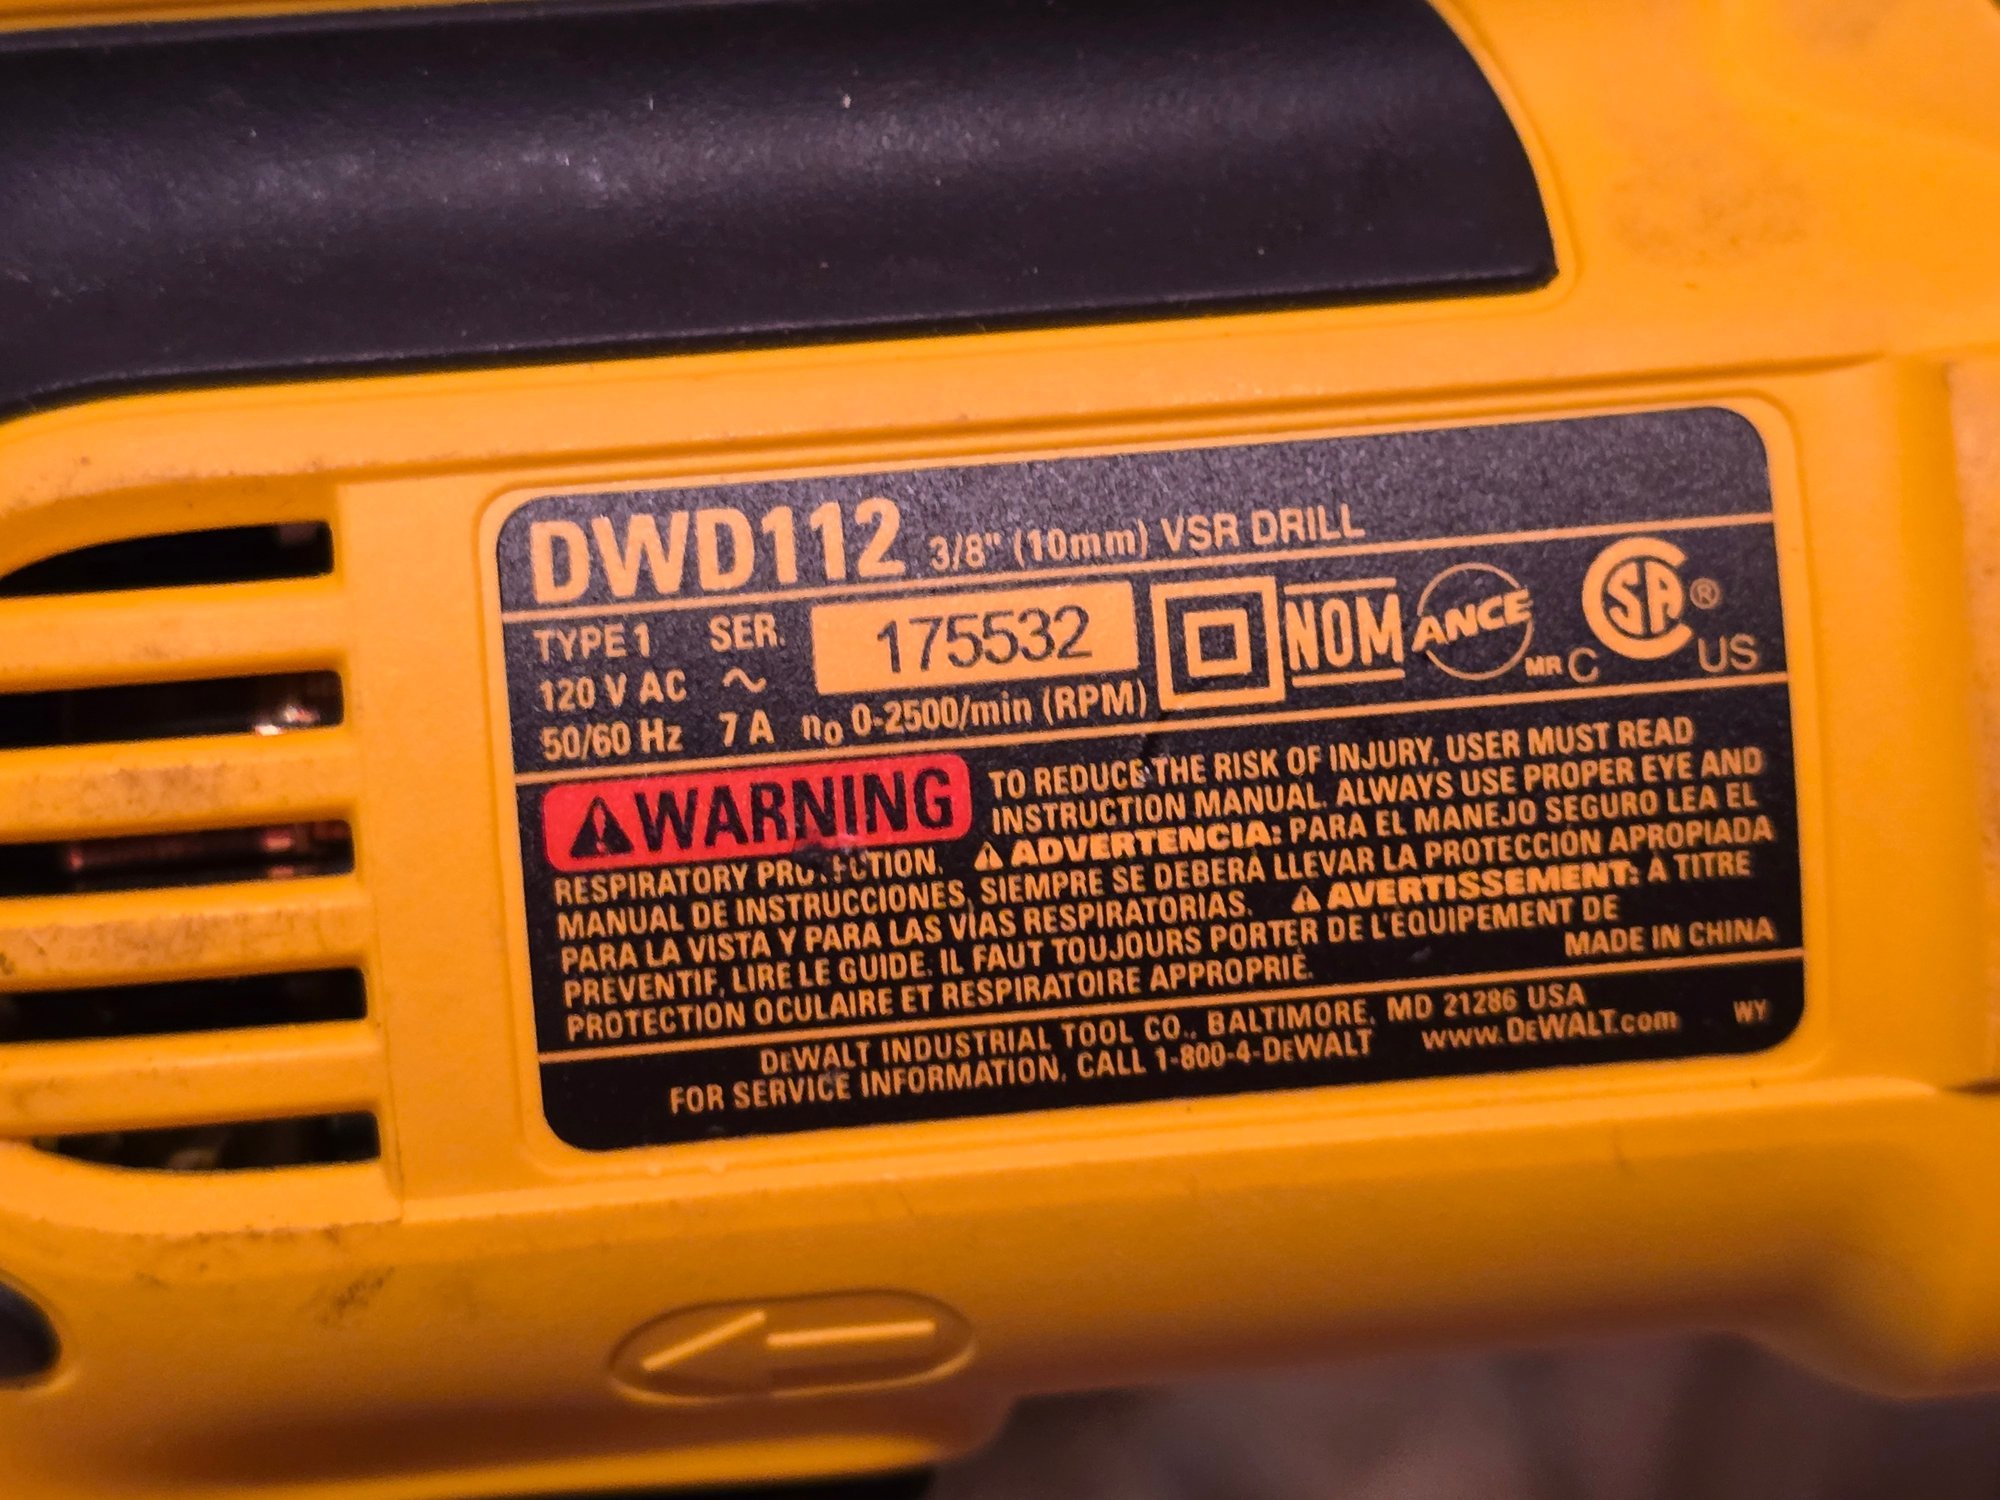 DWD112 3/8" (10mm) VSR DRILL
TYPE 1 SER. 175532 NOM ANCE MR C SA ® US
120 V AC ~
50/60 Hz 7 A n₀ 0-2500/min (RPM)
⚠WARNING TO REDUCE THE RISK OF INJURY, USER MUST READ
INSTRUCTION MANUAL. ALWAYS USE PROPER EYE AND
RESPIRATORY PROTECTION. ⚠ ADVERTENCIA: PARA EL MANEJO SEGURO LEA EL
MANUAL DE INSTRUCCIONES, SIEMPRE SE DEBERÁ LLEVAR LA PROTECCIÓN APROPIADA
PARA LA VISTA Y PARA LAS VÍAS RESPIRATORIAS. ⚠ AVERTISSEMENT: À TITRE
PRÉVENTIF, LIRE LE GUIDE. IL FAUT TOUJOURS PORTER DE L'ÉQUIPEMENT DE
PROTECTION OCULAIRE ET RESPIRATOIRE APPROPRIÉ. MADE IN CHINA
DEWALT INDUSTRIAL TOOL CO., BALTIMORE, MD 21286 USA
FOR SERVICE INFORMATION, CALL 1-800-4-DEWALT www.DEWALT.com WY